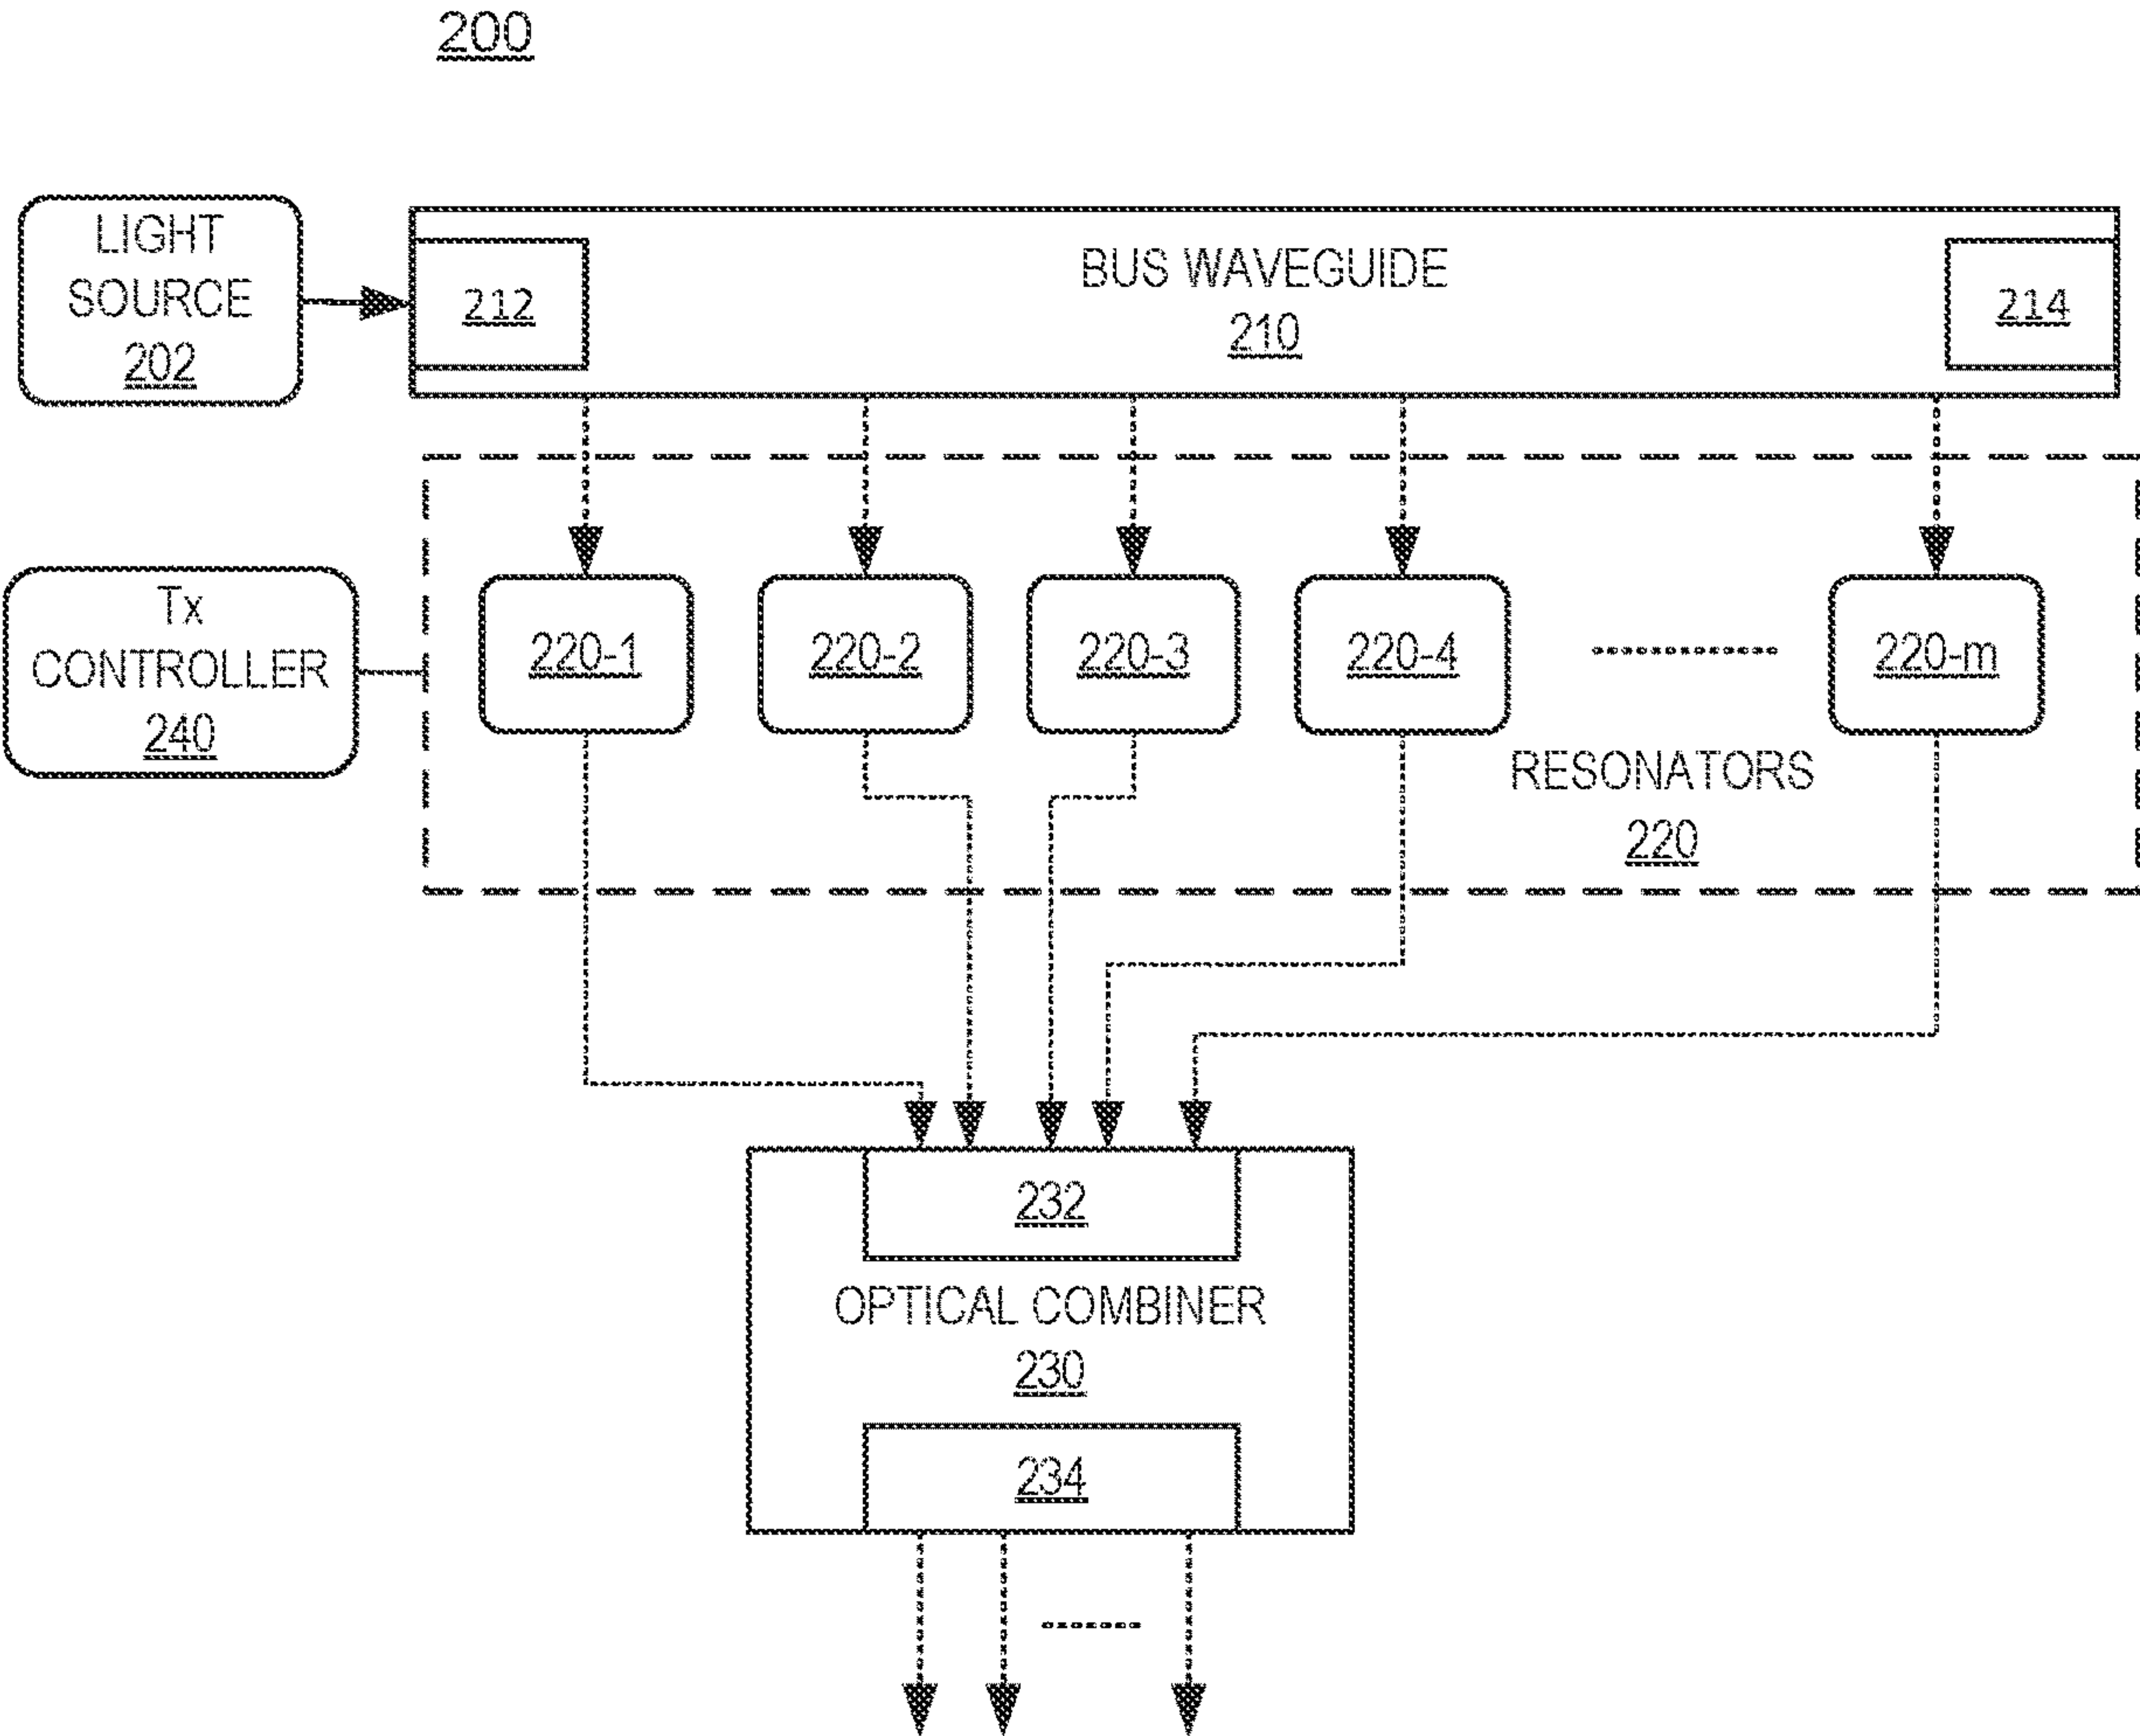 200
LIGHT
SOURCE
202
212
BUS WAVEGUIDE
210
214
Tx
CONTROLLER
240
220-1
220-2
220-3
220-4
220-m
RESONATORS
220
232
OPTICAL COMBINER
230
234